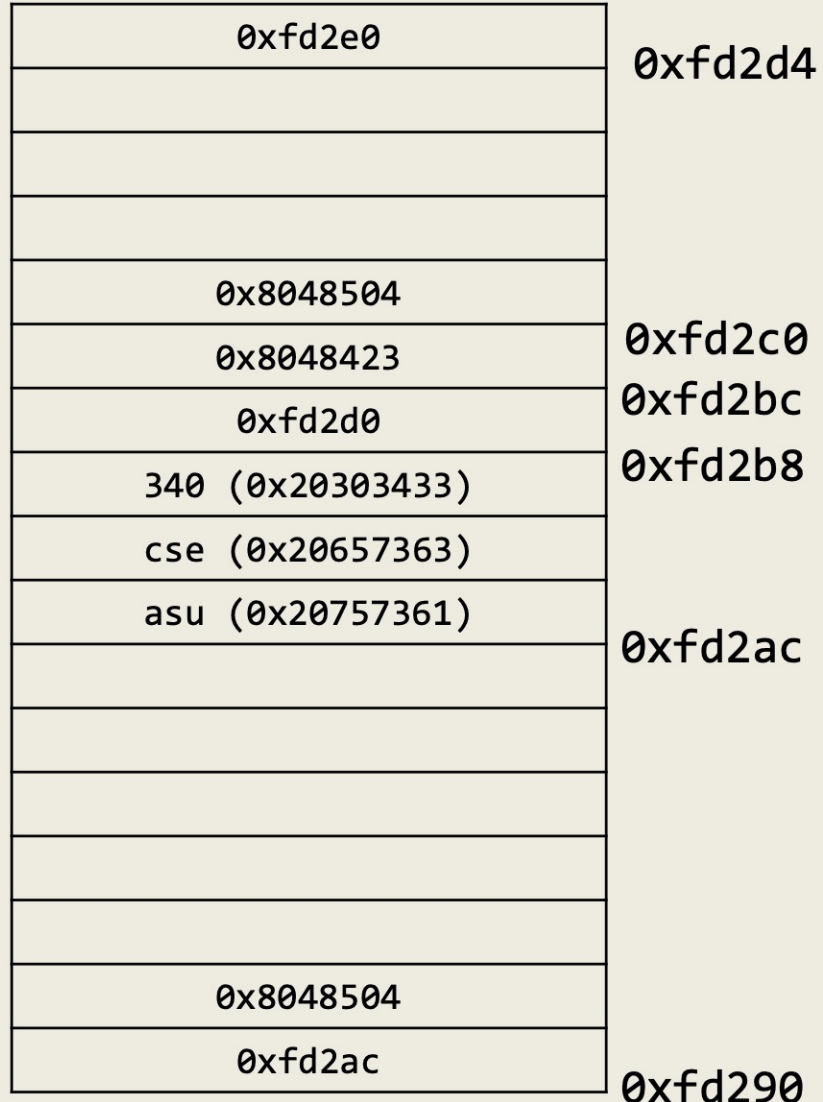 0xfd2e0
0xfd2d4
0x8048504
0xfd2c0
0x8048423
0xfd2bc
0xfd2d0
0xfd2b8
340 (0x20303433)
cse (0x20657363)
asu (0x20757361)
0xfd2ac
0x8048504
0xfd2ac
0xfd290